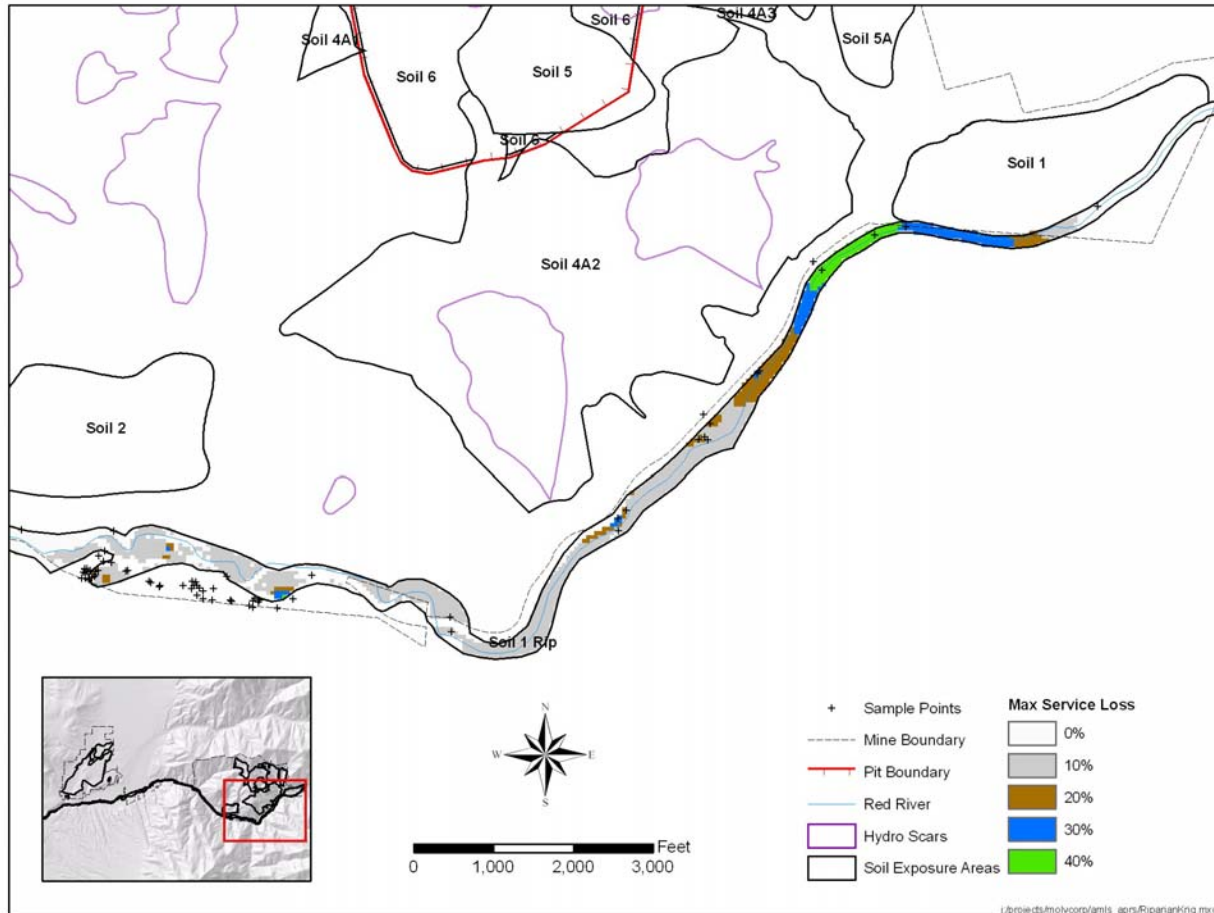 Soil 6
Soil 4A3
Soil 4A1
Soil 5A
Soil 6
Soil 5
Soil 6
Soil 1
Soil 4A2
Soil 2
Soil 1 Rip
N
W
E
S
Feet
0
1,000
2,000
3,000
Sample Points
Mine Boundary
Pit Boundary
Red River
Hydro Scars
Soil Exposure Areas
Max Service Loss
0%
10%
20%
30%
40%